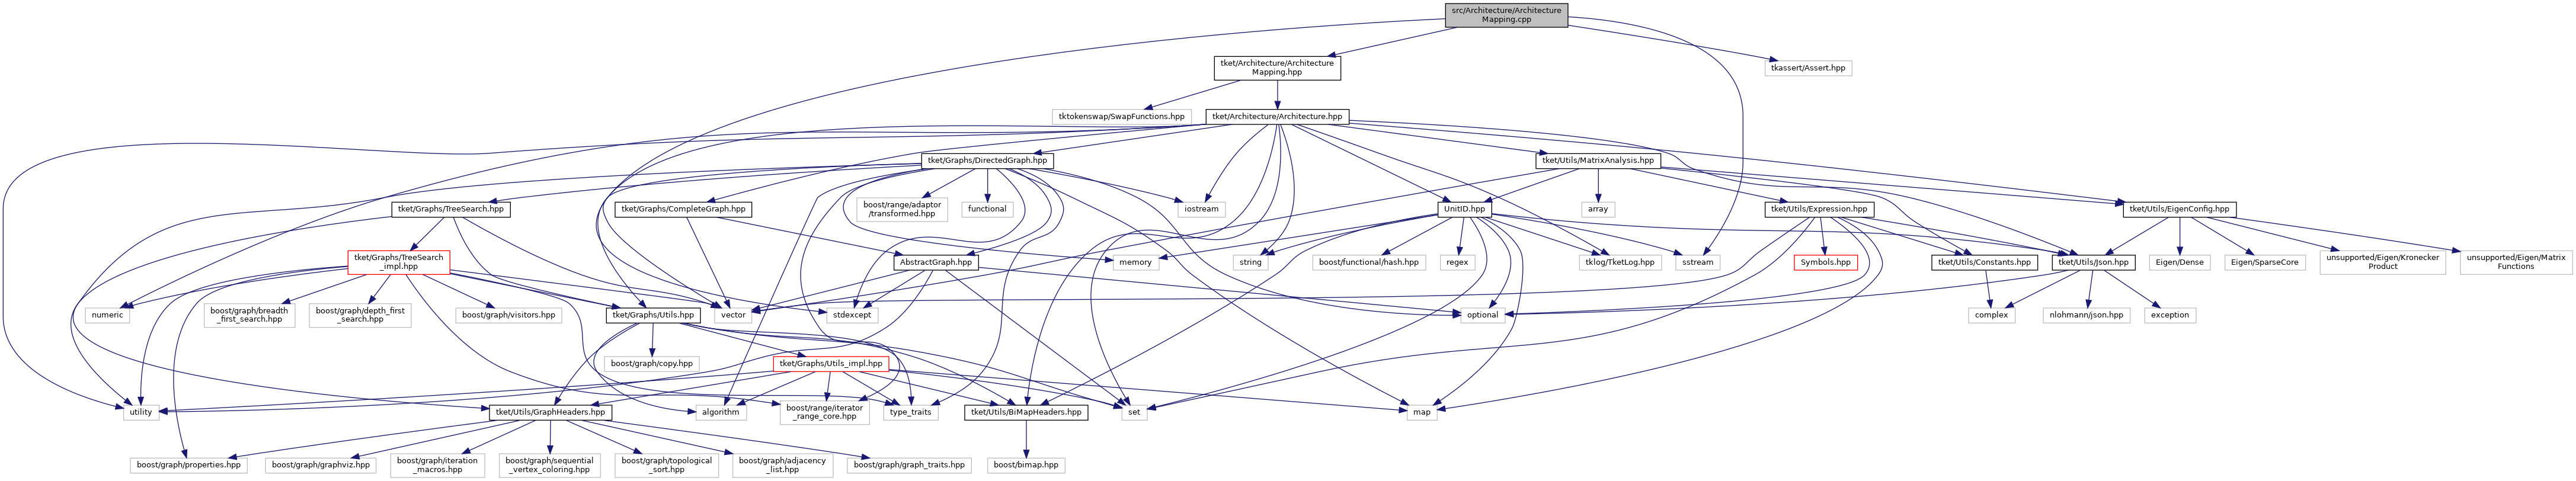 src/Architecture/Architecture
Mapping.cpp
tket/Architecture/Architecture
Mapping.hpp
tkassert/Assert.hpp
tktokenswap/SwapFunctions.hpp
tket/Architecture/Architecture.hpp
tket/Graphs/DirectedGraph.hpp
tket/Utils/MatrixAnalysis.hpp
tket/Graphs/TreeSearch.hpp
tket/Graphs/CompleteGraph.hpp
boost/range/adaptor
/transformed.hpp
functional
iostream
UnitID.hpp
array
tket/Utils/Expression.hpp
tket/Utils/EigenConfig.hpp
tket/Graphs/TreeSearch
_impl.hpp
AbstractGraph.hpp
memory
string
boost/functional/hash.hpp
regex
tklog/TketLog.hpp
sstream
Symbols.hpp
tket/Utils/Constants.hpp
tket/Utils/Json.hpp
Eigen/Dense
Eigen/SparseCore
unsupported/Eigen/Kronecker
Product
unsupported/Eigen/Matrix
Functions
numeric
boost/graph/breadth
_first_search.hpp
boost/graph/depth_first
_search.hpp
boost/graph/visitors.hpp
tket/Graphs/Utils.hpp
vector
stdexcept
optional
complex
nlohmann/json.hpp
exception
boost/graph/copy.hpp
tket/Graphs/Utils_impl.hpp
utility
tket/Utils/GraphHeaders.hpp
algorithm
boost/range/iterator
_range_core.hpp
type_traits
tket/Utils/BiMapHeaders.hpp
set
map
boost/graph/properties.hpp
boost/graph/graphviz.hpp
boost/graph/iteration
_macros.hpp
boost/graph/sequential
_vertex_coloring.hpp
boost/graph/topological
_sort.hpp
boost/graph/adjacency
_list.hpp
boost/graph/graph_traits.hpp
boost/bimap.hpp